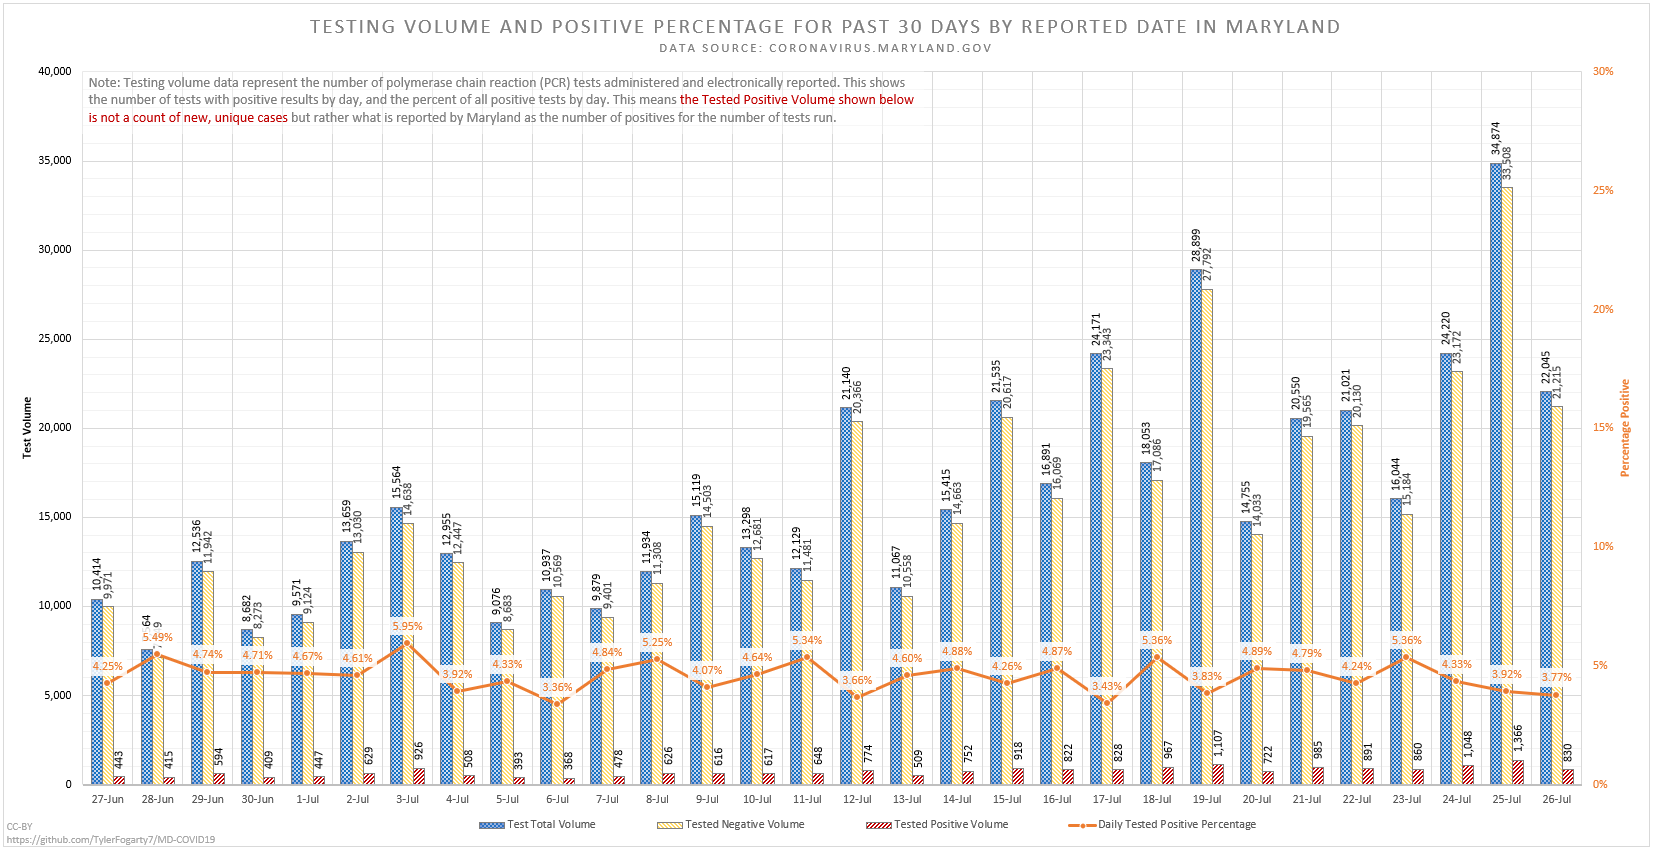 TESTING VOLUME AND POSITIVE PERCENTAGE FOR PAST 30 DAYS BY REPORTED DATE IN MARYLAND
DATA SOURCE: CORONAVIRUS.MARYLAND.GOV
Note: Testing volume data represent the number of polymerase chain reaction (PCR) tests administered and electronically reported. This shows
the number of tests with positive results by day, and the percent of all positive tests by day. This means the Tested Positive Volume shown below
is not a count of new, unique cases but rather what is reported by Maryland as the number of positives for the number of tests run.
40,000
35,000
30,000
25,000
20,000
15,000
10,000
5,000
0
Test Volume
30%
25%
20%
15%
10%
5%
0%
Percentage Positive
10,414 9,971 4.25% 443
64 9 5.49% 415
12,536 11,942 4.74% 594
8,682 8,273 4.71% 409
9,571 9,124 4.67% 447
13,659 13,030 4.61% 629
15,564 14,638 5.95% 926
12,955 12,447 3.92% 508
9,076 8,683 4.33% 393
10,937 10,569 3.36% 368
9,879 9,401 4.84% 478
11,934 11,308 5.25% 626
15,119 14,503 4.07% 616
13,298 12,681 4.64% 617
12,129 11,481 5.34% 648
21,140 20,366 3.66% 774
11,067 10,558 4.60% 509
15,415 14,663 4.88% 752
21,535 20,617 4.26% 918
16,891 16,069 4.87% 822
24,171 23,343 3.43% 828
18,053 17,086 5.36% 967
28,899 27,792 3.83% 1,107
14,755 14,033 4.89% 722
20,550 19,565 4.79% 985
21,021 20,130 4.24% 891
16,044 15,184 5.36% 860
24,220 23,172 4.33% 1,048
34,874 33,508 3.92% 1,366
22,045 21,215 3.77% 830
27-Jun 28-Jun 29-Jun 30-Jun 1-Jul 2-Jul 3-Jul 4-Jul 5-Jul 6-Jul 7-Jul 8-Jul 9-Jul 10-Jul 11-Jul 12-Jul 13-Jul 14-Jul 15-Jul 16-Jul 17-Jul 18-Jul 19-Jul 20-Jul 21-Jul 22-Jul 23-Jul 24-Jul 25-Jul 26-Jul
Test Total Volume Tested Negative Volume Tested Positive Volume Daily Tested Positive Percentage
CC-BY
https://github.com/TylerFogarty7/MD-COVID19